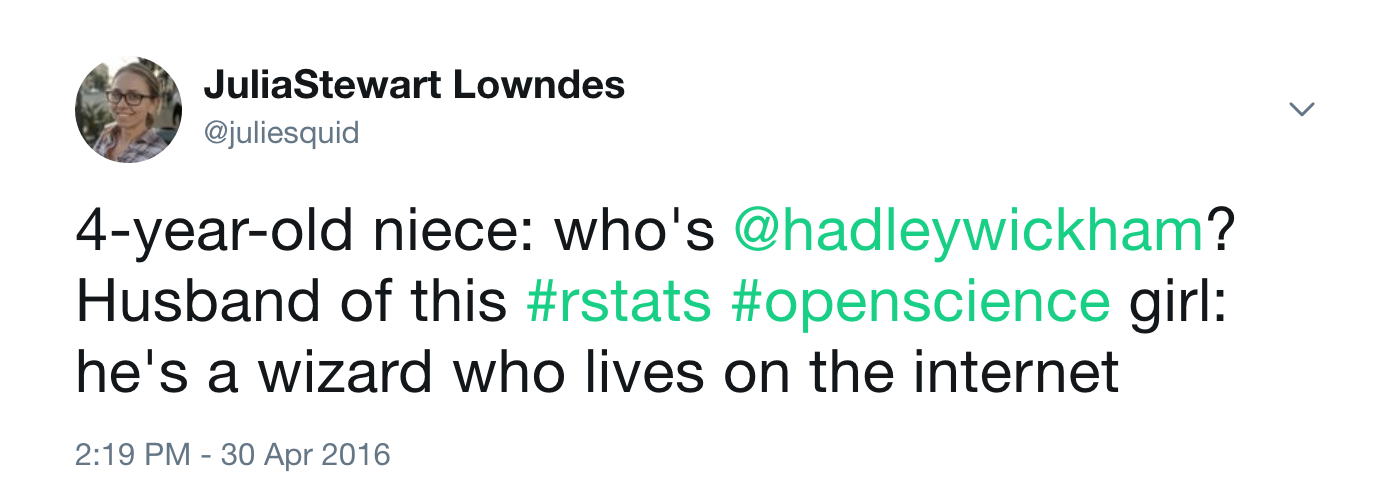 JuliaStewart Lowndes
@juliesquid
4-year-old niece: who's @hadleywickham?
Husband of this #rstats #openscience girl:
he's a wizard who lives on the internet
2:19 PM - 30 Apr 2016